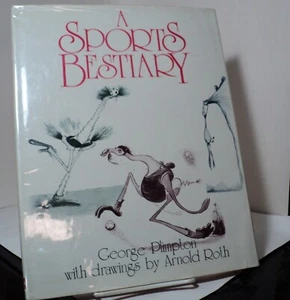 A
SPORTS
BESTIARY
George Plimpton
with drawings by Arnold Roth